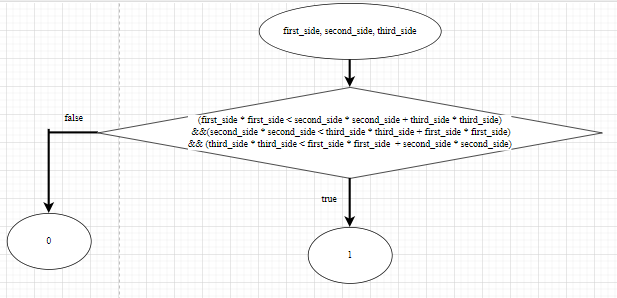 first_side, second_side, third_side
false
(first_side * first_side < second_side * second_side + third_side * third_side)
&&(second_side * second_side < third_side * third_side + first_side * first_side)
&& (third_side * third_side < first_side * first_side + second_side * second_side)
true
0
1